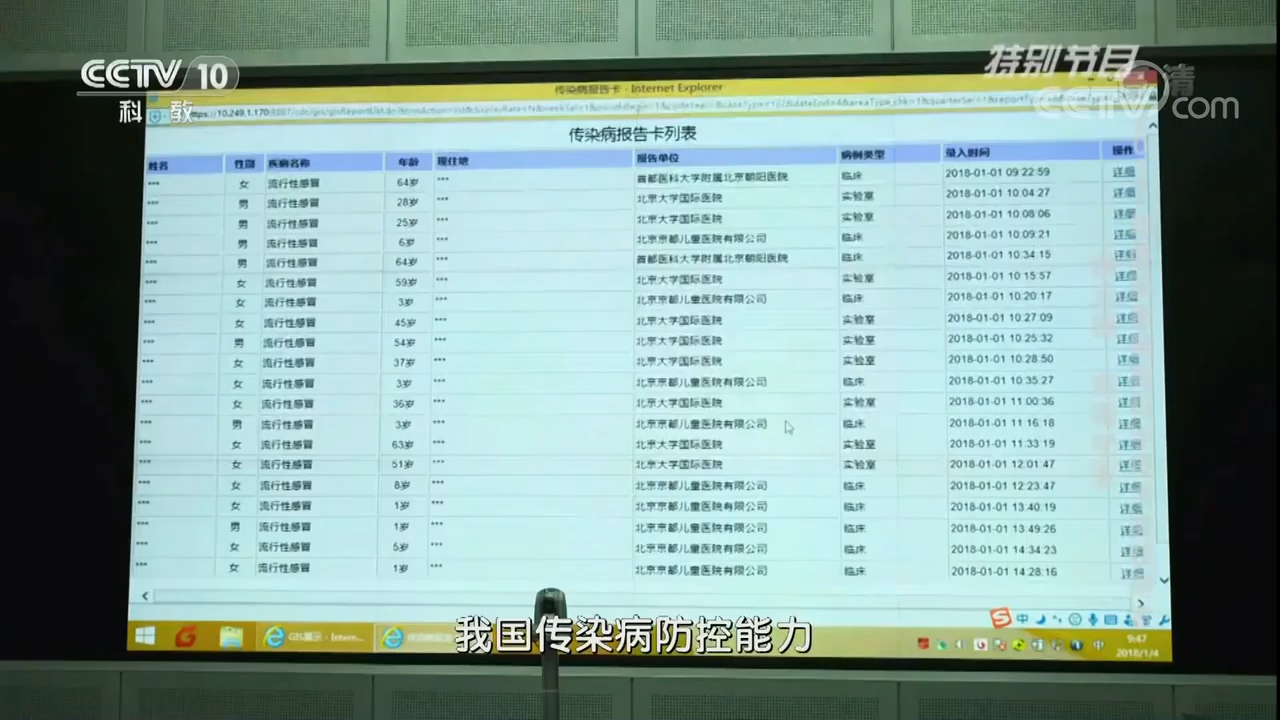 CCTV 10
科教
特别节目
CCTV.com
传染病报告卡 - Internet Explorer
传染病报告卡列表
姓名 性别 疾病名称 年龄 现住地 报告单位 病例类型 录入时间 操作
*** 女 流行性感冒 64岁 *** 首都医科大学附属北京朝阳医院 临床 2018-01-01 09:22:59 详细
*** 男 流行性感冒 28岁 *** 北京大学国际医院 实验室 2018-01-01 10:04:27 详细
*** 男 流行性感冒 25岁 *** 北京大学国际医院 实验室 2018-01-01 10:08:06 详细
*** 男 流行性感冒 6岁 *** 北京京都儿童医院有限公司 临床 2018-01-01 10:09:21 详细
*** 男 流行性感冒 64岁 *** 首都医科大学附属北京朝阳医院 临床 2018-01-01 10:34:15 详细
*** 女 流行性感冒 59岁 *** 北京大学国际医院 实验室 2018-01-01 10:15:57 详细
*** 女 流行性感冒 3岁 *** 北京京都儿童医院有限公司 临床 2018-01-01 10:20:17 详细
*** 女 流行性感冒 45岁 *** 北京大学国际医院 实验室 2018-01-01 10:27:09 详细
*** 男 流行性感冒 54岁 *** 北京大学国际医院 实验室 2018-01-01 10:25:32 详细
*** 女 流行性感冒 37岁 *** 北京大学国际医院 实验室 2018-01-01 10:28:50 详细
*** 女 流行性感冒 3岁 *** 北京京都儿童医院有限公司 临床 2018-01-01 10:35:27 详细
*** 女 流行性感冒 36岁 *** 北京大学国际医院 实验室 2018-01-01 11:00:36 详细
*** 男 流行性感冒 3岁 *** 北京京都儿童医院有限公司 临床 2018-01-01 11:16:18 详细
*** 女 流行性感冒 63岁 *** 北京大学国际医院 实验室 2018-01-01 11:33:19 详细
*** 女 流行性感冒 51岁 *** 北京大学国际医院 实验室 2018-01-01 12:01:47 详细
*** 女 流行性感冒 8岁 *** 北京京都儿童医院有限公司 临床 2018-01-01 12:23:47 详细
*** 女 流行性感冒 1岁 *** 北京京都儿童医院有限公司 临床 2018-01-01 13:40:19 详细
*** 男 流行性感冒 1岁 *** 北京京都儿童医院有限公司 临床 2018-01-01 13:49:26 详细
*** 女 流行性感冒 5岁 *** 北京京都儿童医院有限公司 临床 2018-01-01 14:34:23 详细
*** 女 流行性感冒 1岁 *** 北京京都儿童医院有限公司 临床 2018-01-01 14:28:16 详细
中
GIS展示 - Intern...
中 9:47
2018/1/4
我国传染病防控能力